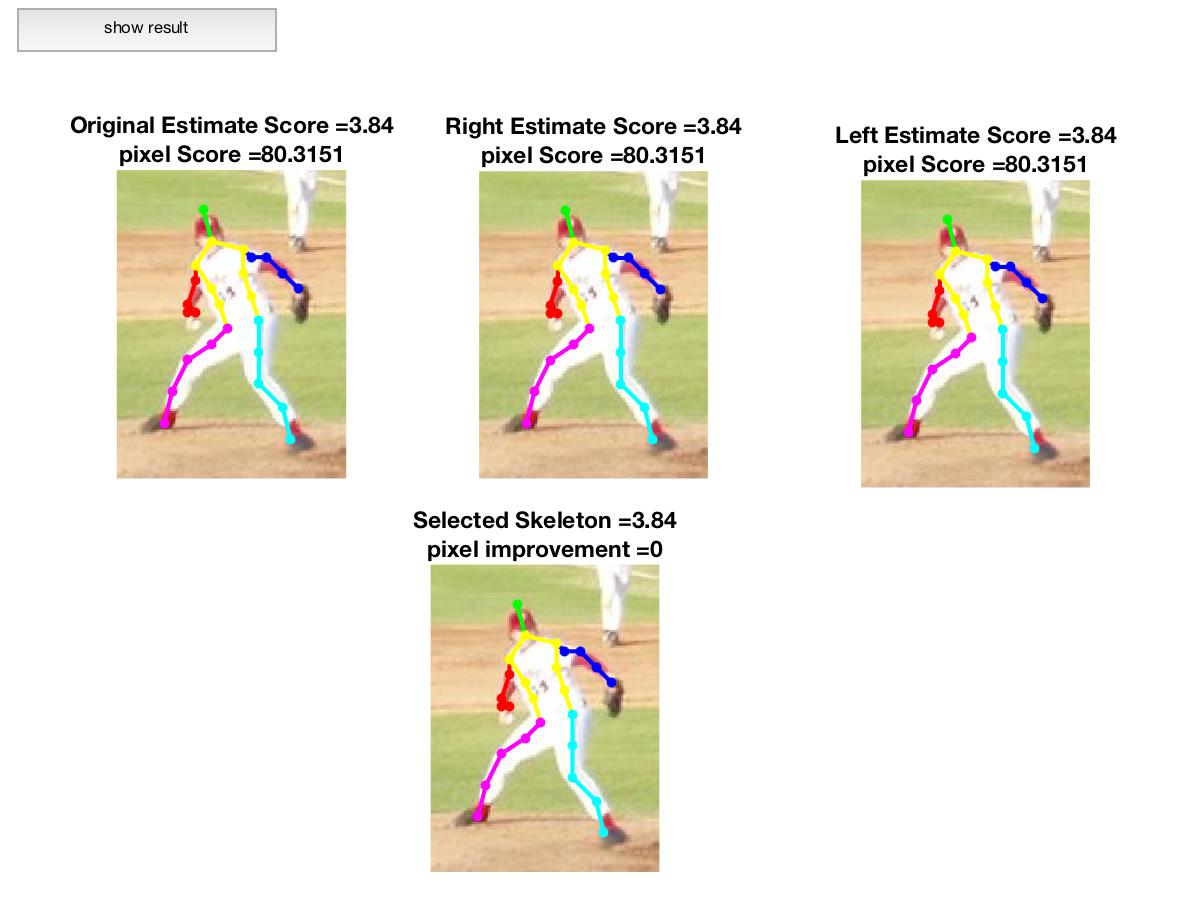 show result
Original Estimate Score =3.84
pixel Score =80.3151
Right Estimate Score =3.84
pixel Score =80.3151
Left Estimate Score =3.84
pixel Score =80.3151
Selected Skeleton =3.84
pixel improvement =0